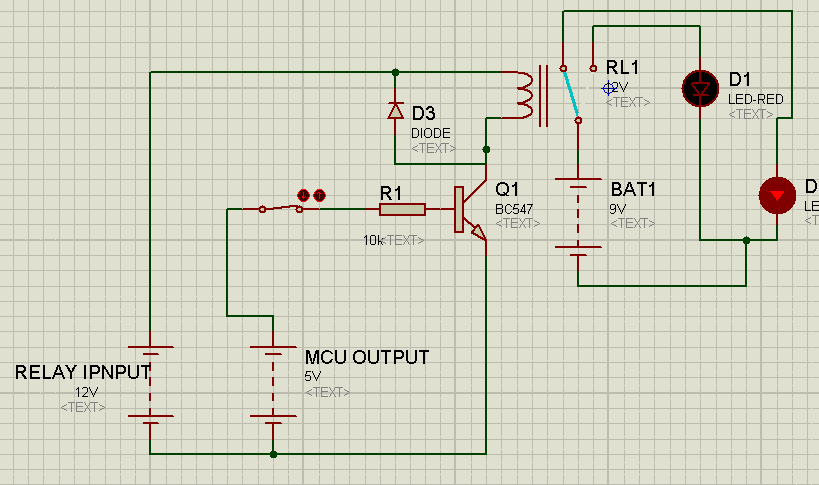 RL1
2V
<TEXT>
D1
LED-RED
<TEXT>
D3
DIODE
<TEXT>
R1
10k
<TEXT>
Q1
BC547
<TEXT>
BAT1
9V
<TEXT>
D
LE
<T
MCU OUTPUT
5V
<TEXT>
RELAY IPNPUT
12V
<TEXT>